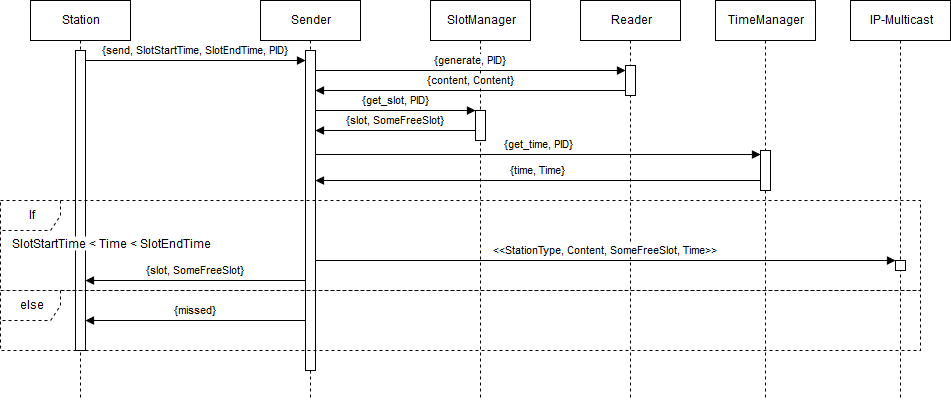 Station
Sender
SlotManager
Reader
TimeManager
IP-Multicast
{send, SlotStartTime, SlotEndTime, PID}
{generate, PID}
{content, Content}
{get_slot, PID}
{slot, SomeFreeSlot}
{get_time, PID}
{time, Time}
If
SlotStartTime < Time < SlotEndTime
<<StationType, Content, SomeFreeSlot, Time>>
{slot, SomeFreeSlot}
else
{missed}